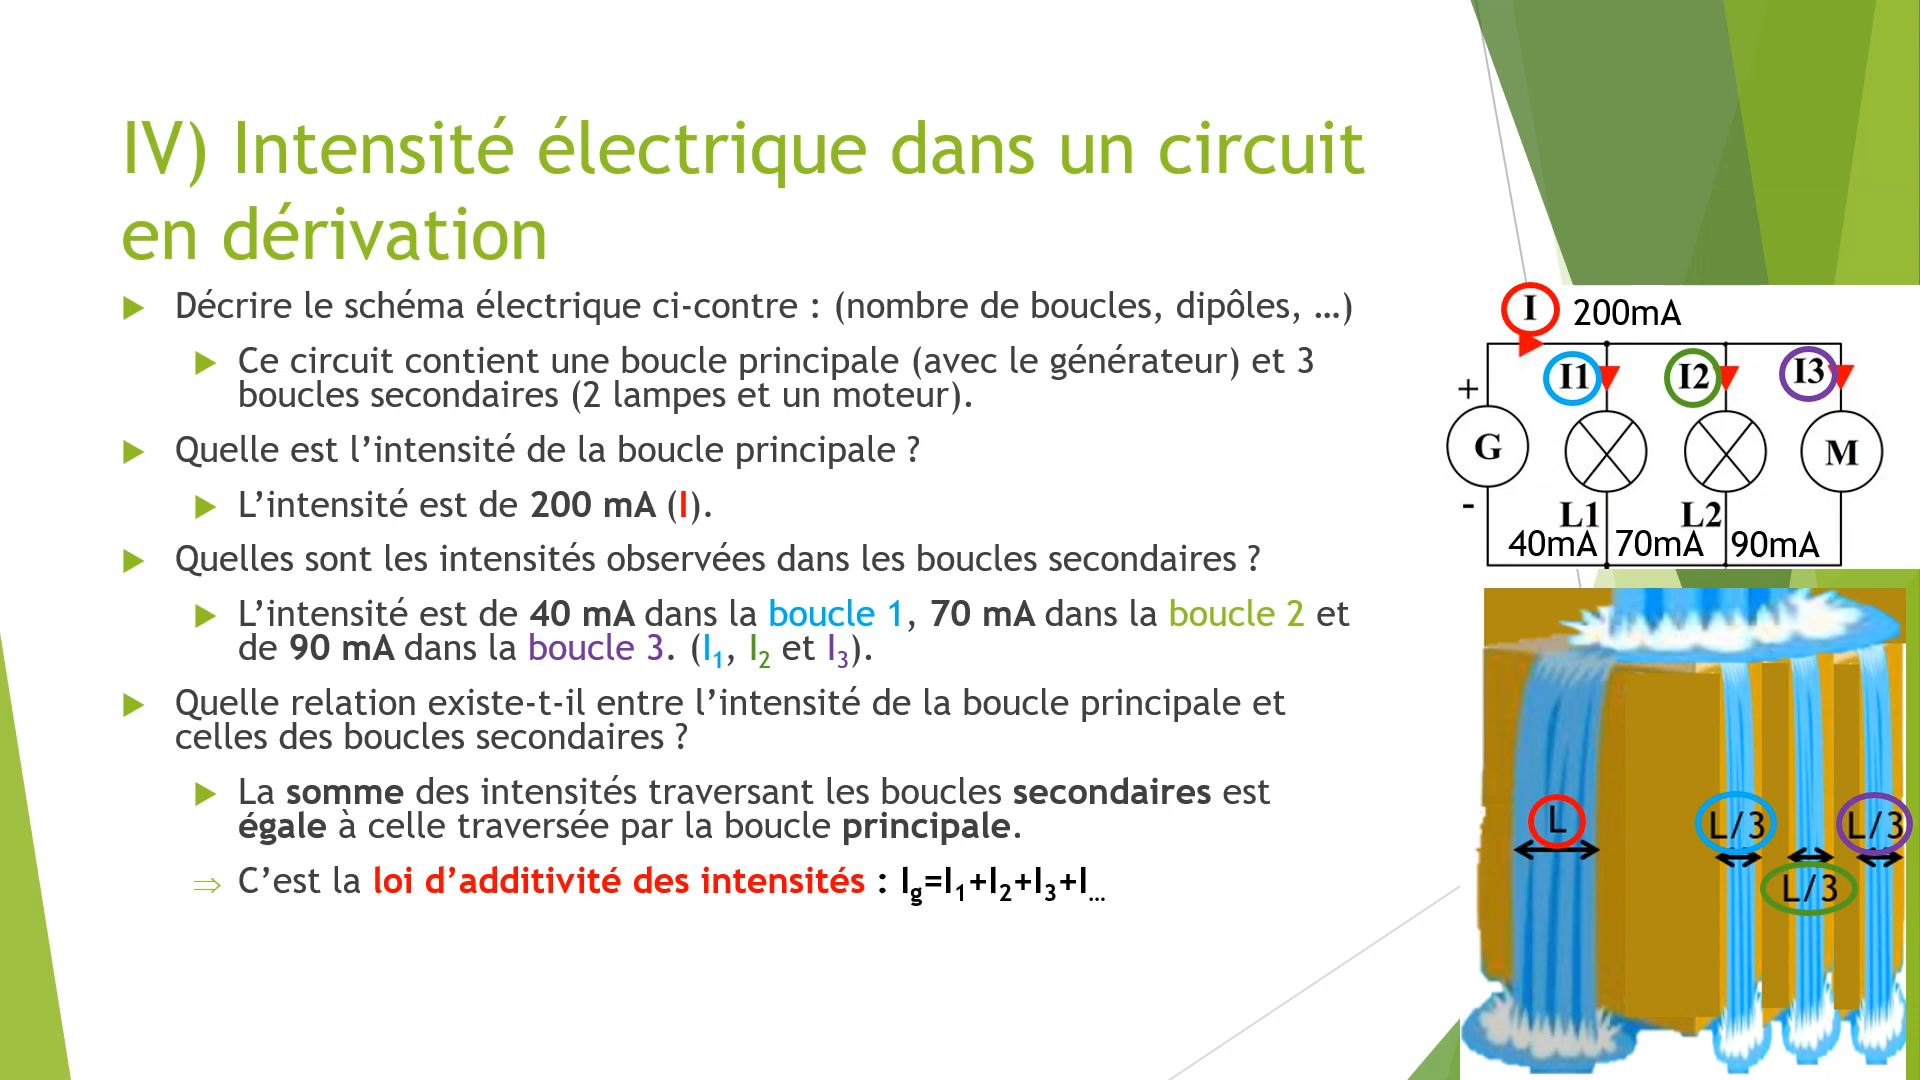 IV) Intensité électrique dans un circuit
en dérivation
Décrire le schéma électrique ci-contre : (nombre de boucles, dipôles, …)
Ce circuit contient une boucle principale (avec le générateur) et 3
boucles secondaires (2 lampes et un moteur).
Quelle est l’intensité de la boucle principale ?
L’intensité est de 200 mA (I).
Quelles sont les intensités observées dans les boucles secondaires ?
L’intensité est de 40 mA dans la boucle 1, 70 mA dans la boucle 2 et
de 90 mA dans la boucle 3. (I1, I2 et I3).
Quelle relation existe-t-il entre l’intensité de la boucle principale et
celles des boucles secondaires ?
La somme des intensités traversant les boucles secondaires est
égale à celle traversée par la boucle principale.
⇒ C’est la loi d’additivité des intensités : Ig=I1+I2+I3+I…
I 200mA
I1 I2 I3
+
G M
-
L1 L2
40mA 70mA 90mA
L L/3 L/3
L/3